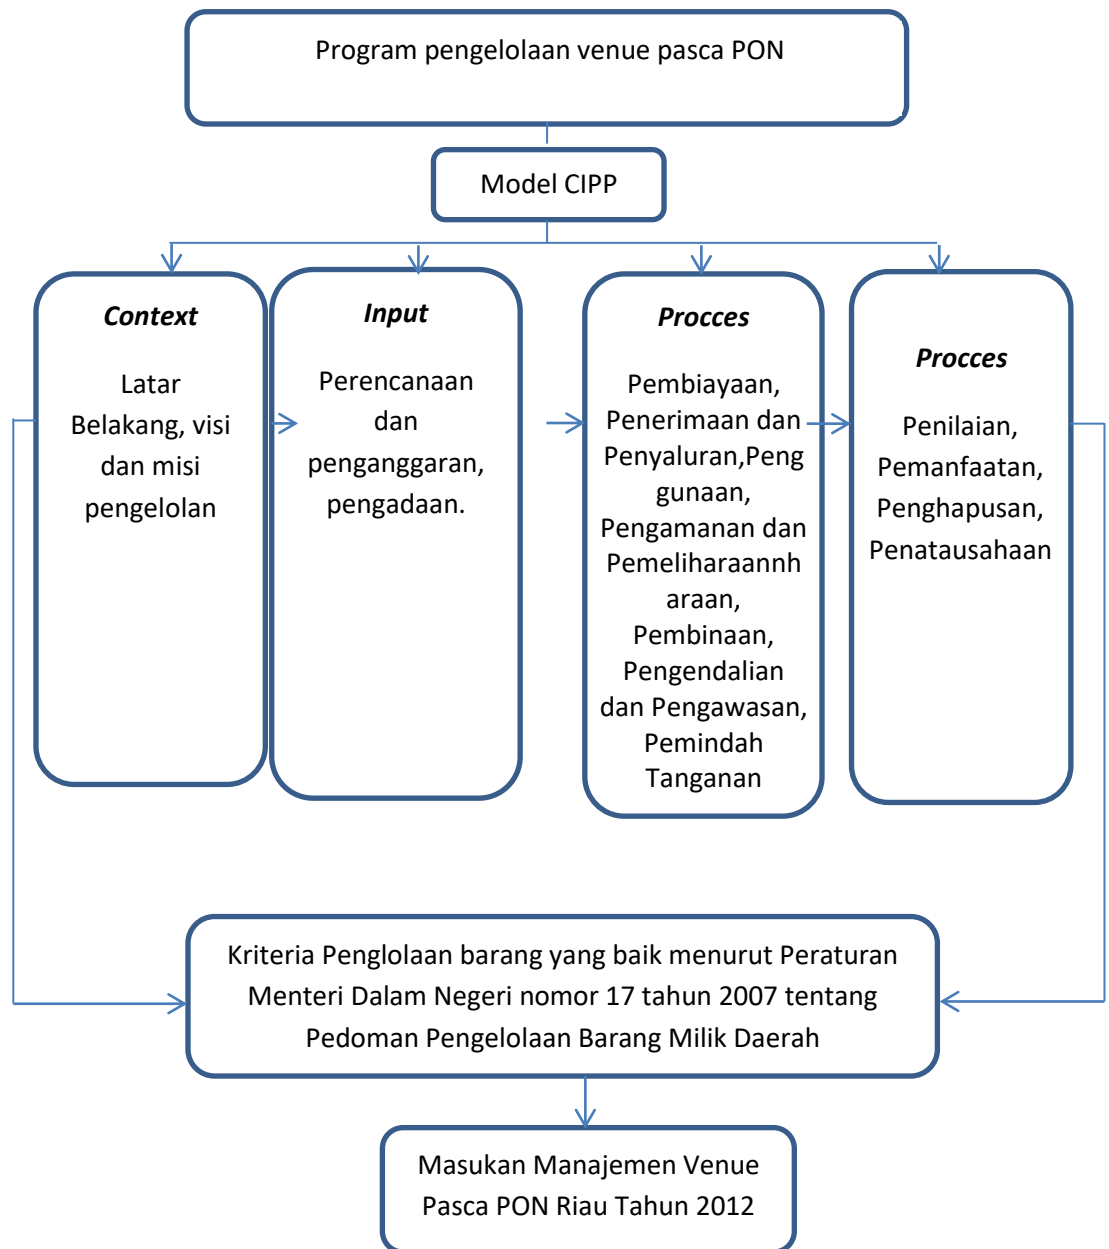 Program pengelolaan venue pasca PON
Model CIPP
Context
Latar
Belakang, visi
dan misi
pengelolan
Input
Perencanaan
dan
penganggaran,
pengadaan.
Procces
Pembiayaan,
Penerimaan dan
Penyaluran,Peng
gunaan,
Pengamanan dan
Pemeliharaannh
araan,
Pembinaan,
Pengendalian
dan Pengawasan,
Pemindah
Tanganan
Procces
Penilaian,
Pemanfaatan,
Penghapusan,
Penatausahaan
Kriteria Penglolaan barang yang baik menurut Peraturan
Menteri Dalam Negeri nomor 17 tahun 2007 tentang
Pedoman Pengelolaan Barang Milik Daerah
Masukan Manajemen Venue
Pasca PON Riau Tahun 2012